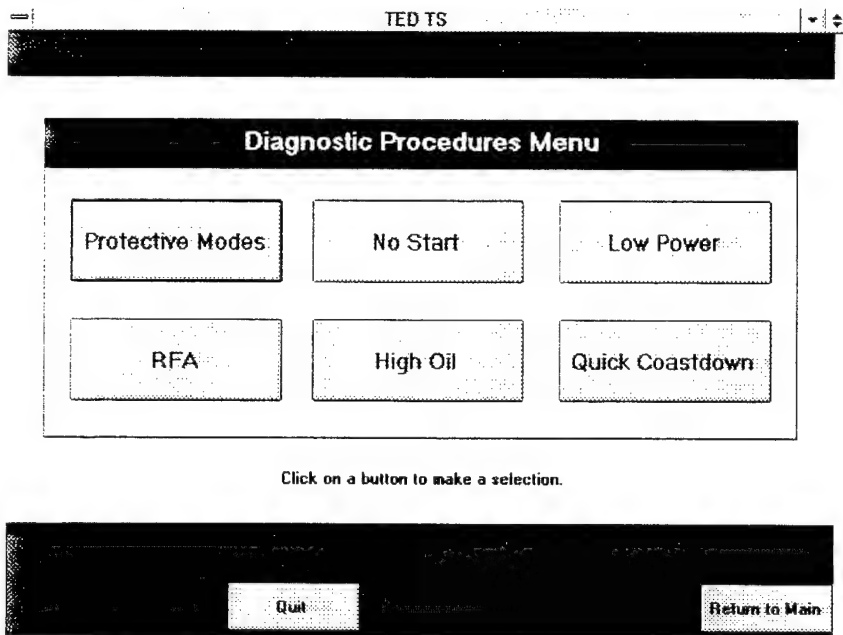 TED TS
Diagnostic Procedures Menu
Protective Modes No Start Low Power
RFA High Oil Quick Coastdown
Click on a button to make a selection.
Quit Return to Main